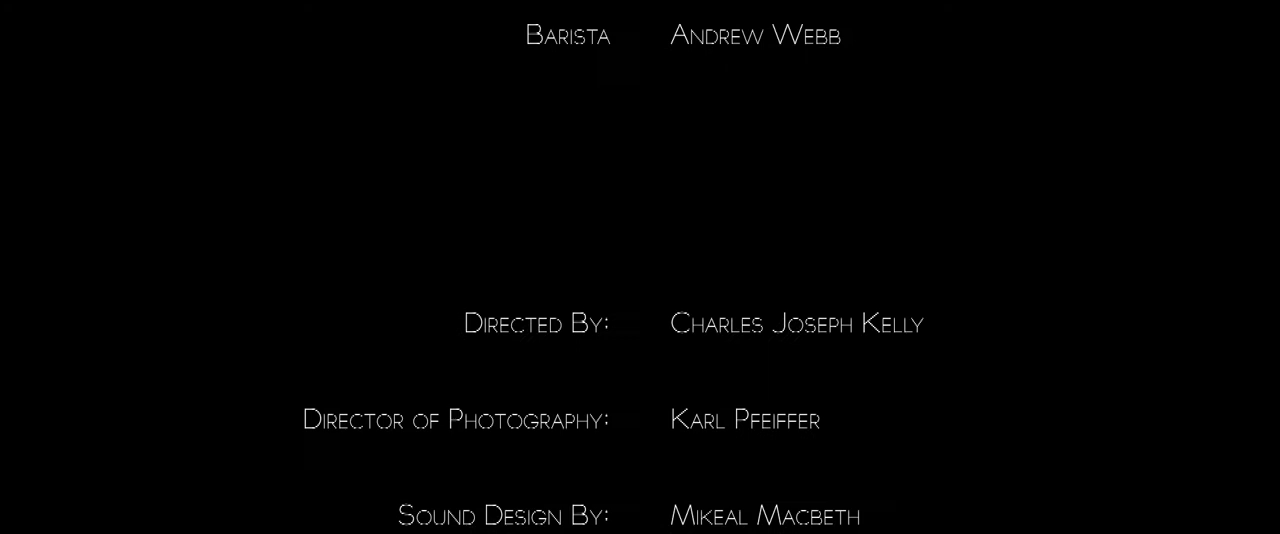 Barista Andrew Webb
Directed By: Charles Joseph Kelly
Director of Photography: Karl Pfeiffer
Sound Design By: Mikeal Macbeth